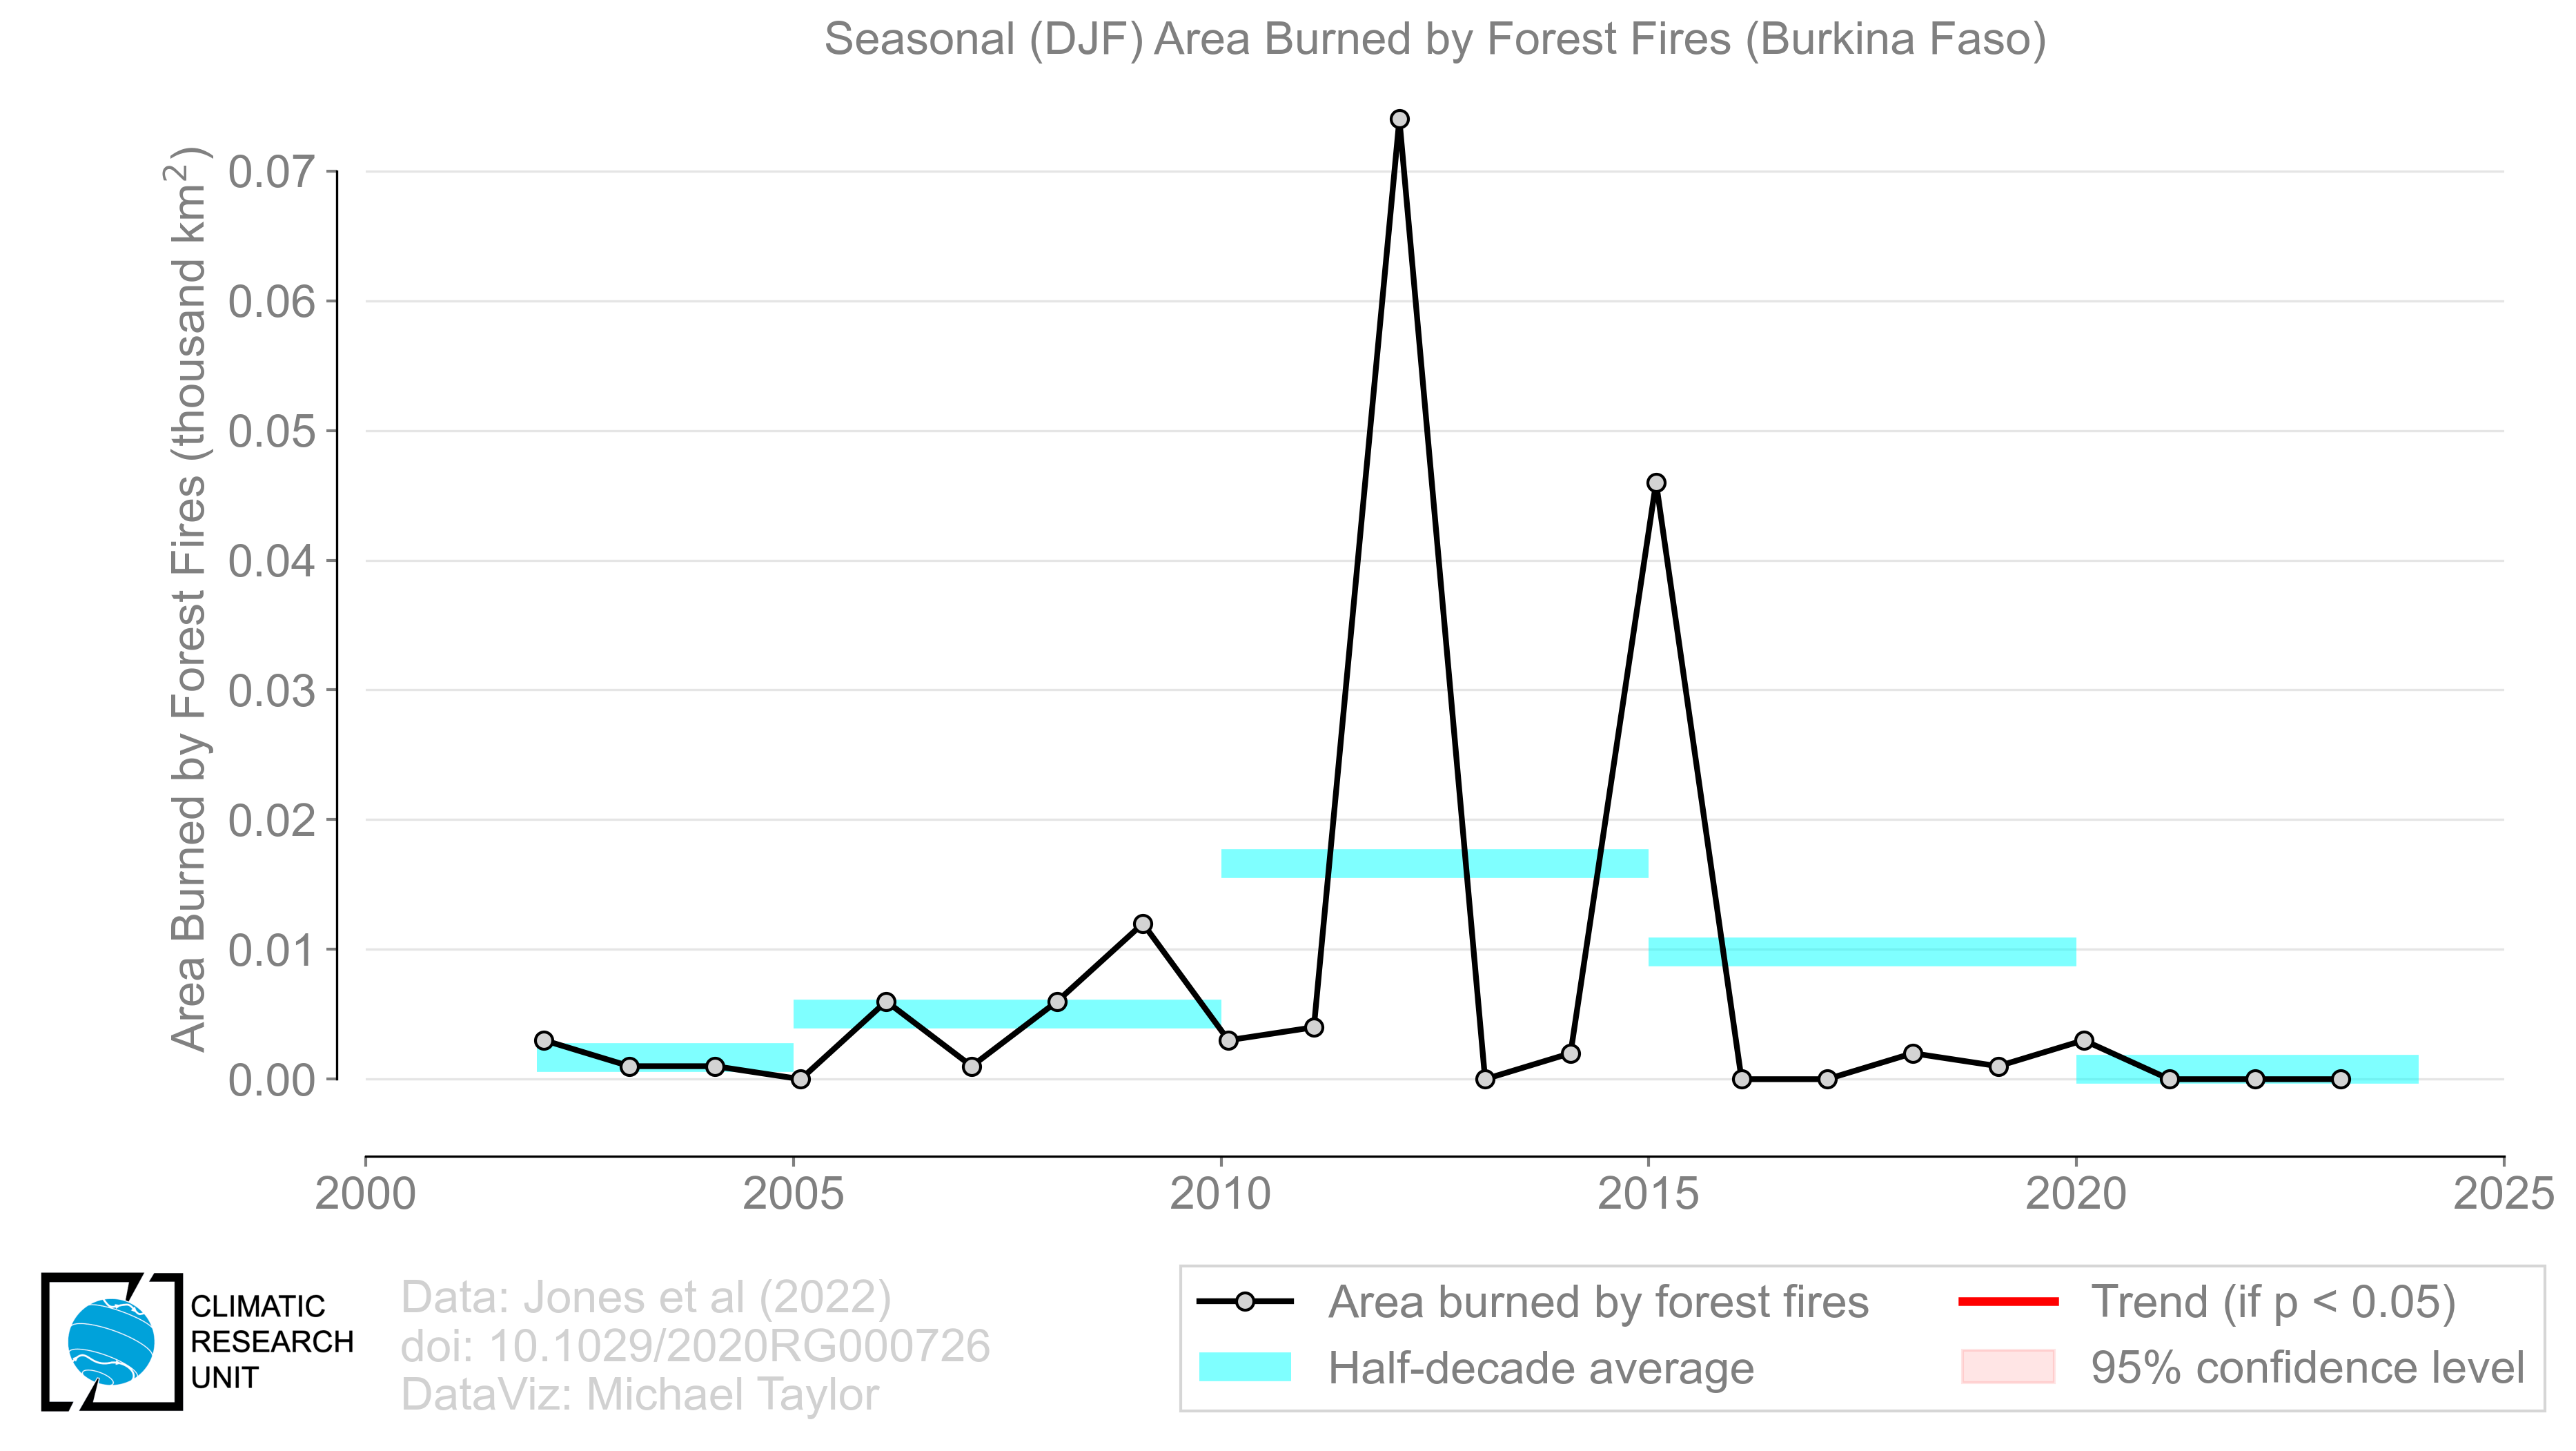 Seasonal (DJF) Area Burned by Forest Fires (Burkina Faso)
Area Burned by Forest Fires (thousand km²)
0.07
0.06
0.05
0.04
0.03
0.02
0.01
0.00
2000 2005 2010 2015 2020 2025
CLIMATIC
RESEARCH
UNIT
Data: Jones et al (2022)
doi: 10.1029/2020RG000726
DataViz: Michael Taylor
Area burned by forest fires
Half-decade average
Trend (if p < 0.05)
95% confidence level